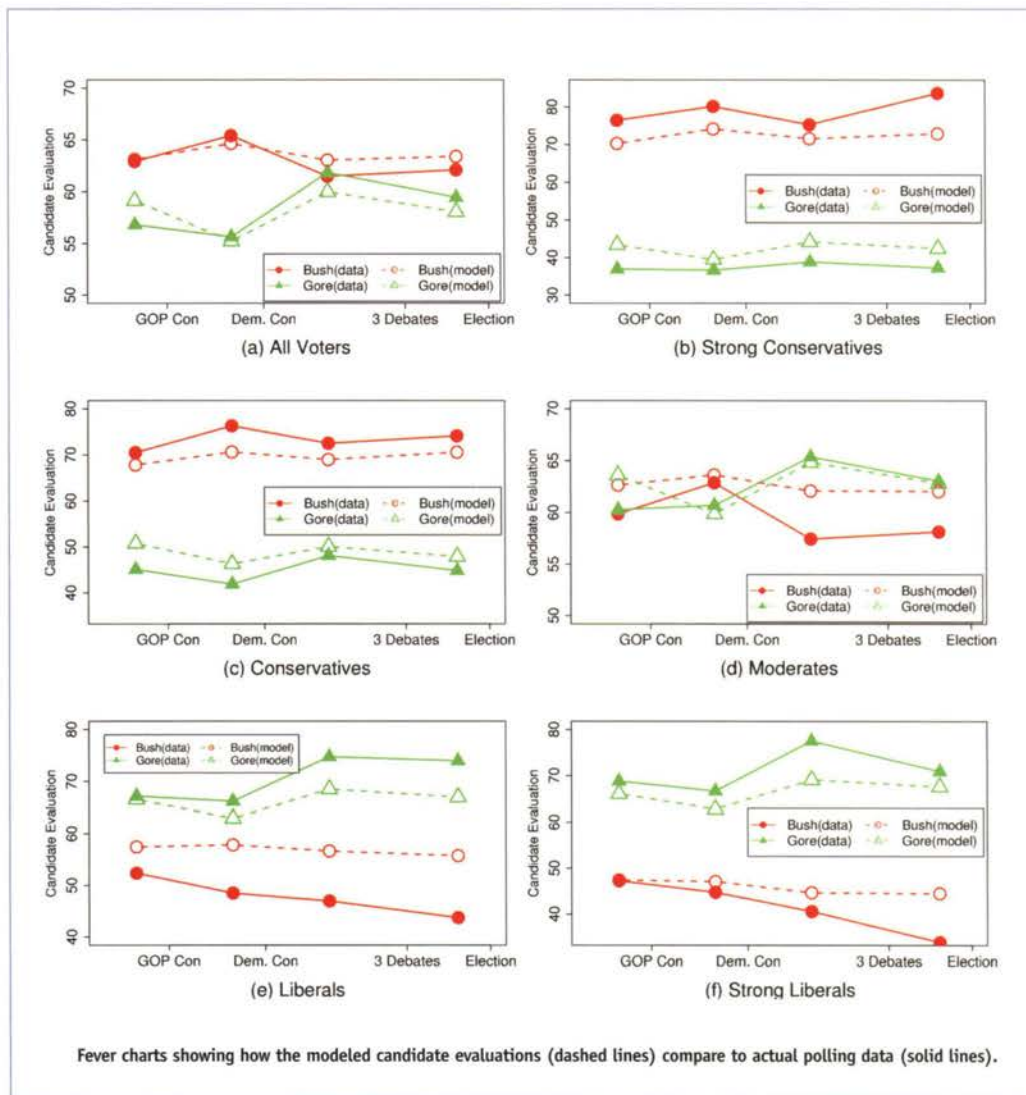 Candidate Evaluation
50 55 60 65 70
Bush(data) Bush(model)
Gore(data) Gore(model)
GOP Con Dem. Con 3 Debates Election
(a) All Voters
Candidate Evaluation
30 40 50 60 70 80
Bush(data) Bush(model)
Gore(data) Gore(model)
GOP Con Dem. Con 3 Debates Election
(b) Strong Conservatives
Candidate Evaluation
40 50 60 70 80
Bush(data) Bush(model)
Gore(data) Gore(model)
GOP Con Dem. Con 3 Debates Election
(c) Conservatives
Candidate Evaluation
50 55 60 65 70
Bush(data) Bush(model)
Gore(data) Gore(model)
GOP Con Dem. Con 3 Debates Election
(d) Moderates
Candidate Evaluation
40 50 60 70 80
Bush(data) Bush(model)
Gore(data) Gore(model)
GOP Con Dem. Con 3 Debates Election
(e) Liberals
Candidate Evaluation
40 50 60 70 80
Bush(data) Bush(model)
Gore(data) Gore(model)
GOP Con Dem. Con 3 Debates Election
(f) Strong Liberals
Fever charts showing how the modeled candidate evaluations (dashed lines) compare to actual polling data (solid lines).